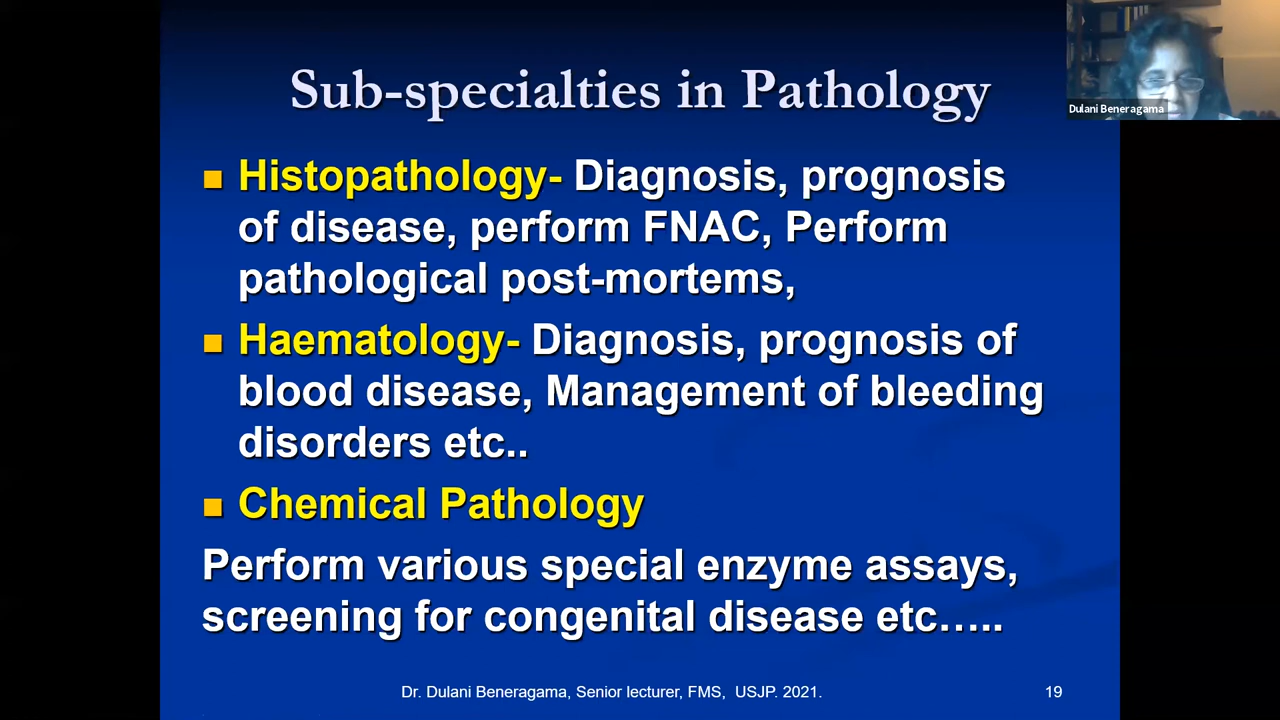 Sub-specialties in Pathology
Dulani Beneragama
Histopathology- Diagnosis, prognosis
of disease, perform FNAC, Perform
pathological post-mortems,
Haematology- Diagnosis, prognosis of
blood disease, Management of bleeding
disorders etc..
Chemical Pathology
Perform various special enzyme assays,
screening for congenital disease etc…..
Dr. Dulani Beneragama, Senior lecturer, FMS, USJP. 2021.
19